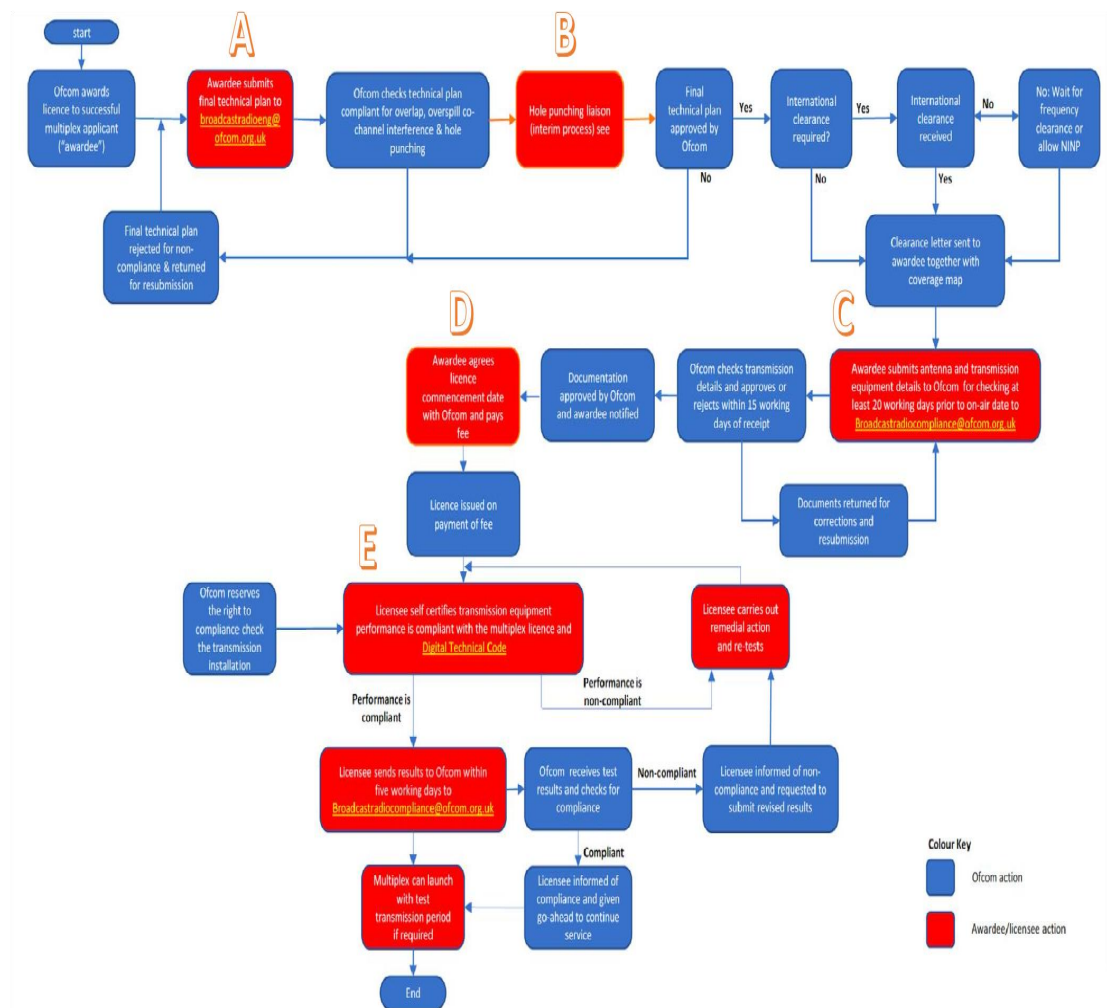 A
B
start
Ofcom awards
licence to successful
multiplex applicant
("awardee")
Awardee submits
final technical plan to
broadcastradioeng@
ofcom.org.uk
Ofcom checks technical plan
compliant for overlap, overspill co-
channel interference & hole
punching
Hole punching liaison
(interim process) see
Final
technical plan
approved by
Ofcom
Yes
No
International
clearance
required?
Yes
No
International
clearance
received
No
Yes
No: Wait for
frequency
clearance or
allow NINP
Final technical plan
rejected for non-
compliance & returned
for resubmission
Clearance letter sent to
awardee together with
coverage map
C
D
Awardee submits antenna and transmission
equipment details to Ofcom for checking at
least 20 working days prior to on-air date to
Broadcastradiocompliance@ofcom.org.uk
Ofcom checks transmission
details and approves or
rejects within 15 working
days of receipt
Documentation
approved by Ofcom
and awardee notified
Awardee agrees
licence
commencement date
with Ofcom and pays
fee
Documents returned for
corrections and
resubmission
Licence issued on
payment of fee
E
Ofcom reserves
the right to
compliance check
the transmission
installation
Licensee self certifies transmission equipment
performance is compliant with the multiplex licence and
Digital Technical Code
Licensee carries out
remedial action
and re-tests
Performance is
compliant
Performance is
non-compliant
Licensee sends results to Ofcom within
five working days to
Broadcastradiocompliance@ofcom.org.uk
Ofcom receives test
results and checks for
compliance
Non-compliant
Licensee informed of non-
compliance and requested to
submit revised results
Compliant
Multiplex can launch
with test
transmission period
if required
Licensee informed of
compliance and given
go-ahead to continue
service
End
Colour Key
Ofcom action
Awardee/licensee action